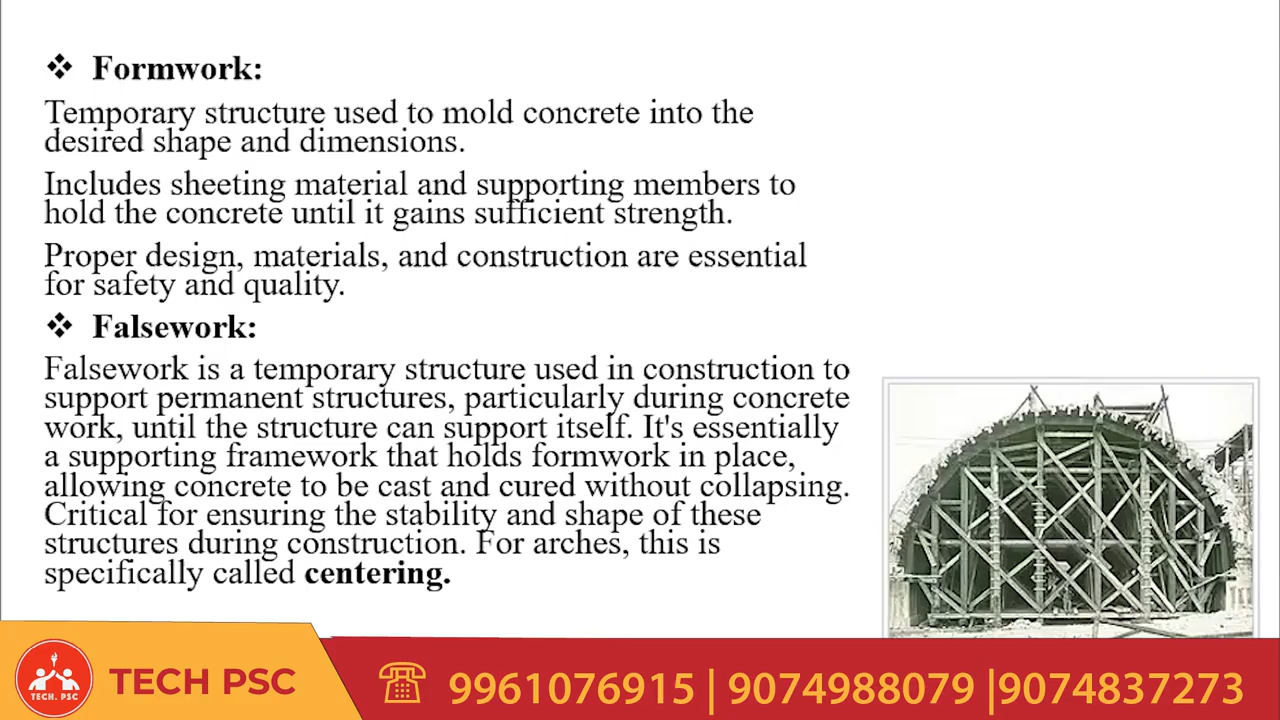 ❖ Formwork:
Temporary structure used to mold concrete into the
desired shape and dimensions.
Includes sheeting material and supporting members to
hold the concrete until it gains sufficient strength.
Proper design, materials, and construction are essential
for safety and quality.
❖ Falsework:
Falsework is a temporary structure used in construction to
support permanent structures, particularly during concrete
work, until the structure can support itself. It's essentially
a supporting framework that holds formwork in place,
allowing concrete to be cast and cured without collapsing.
Critical for ensuring the stability and shape of these
structures during construction. For arches, this is
specifically called centering.
TECH. PSC
TECH PSC
9961076915 | 9074988079 |9074837273